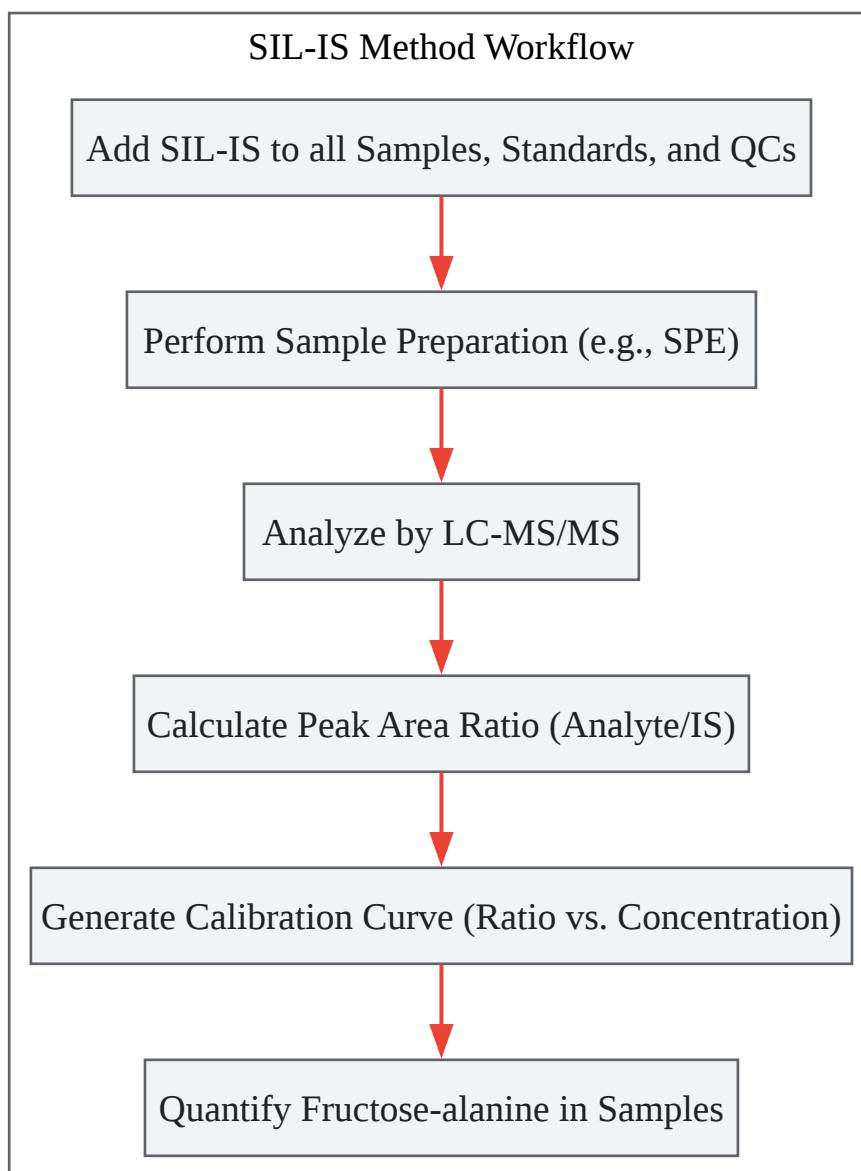 SIL-IS Method Workflow
Add SIL-IS to all Samples, Standards, and QCs
Perform Sample Preparation (e.g., SPE)
Analyze by LC-MS/MS
Calculate Peak Area Ratio (Analyte/IS)
Generate Calibration Curve (Ratio vs. Concentration)
Quantify Fructose-alanine in Samples